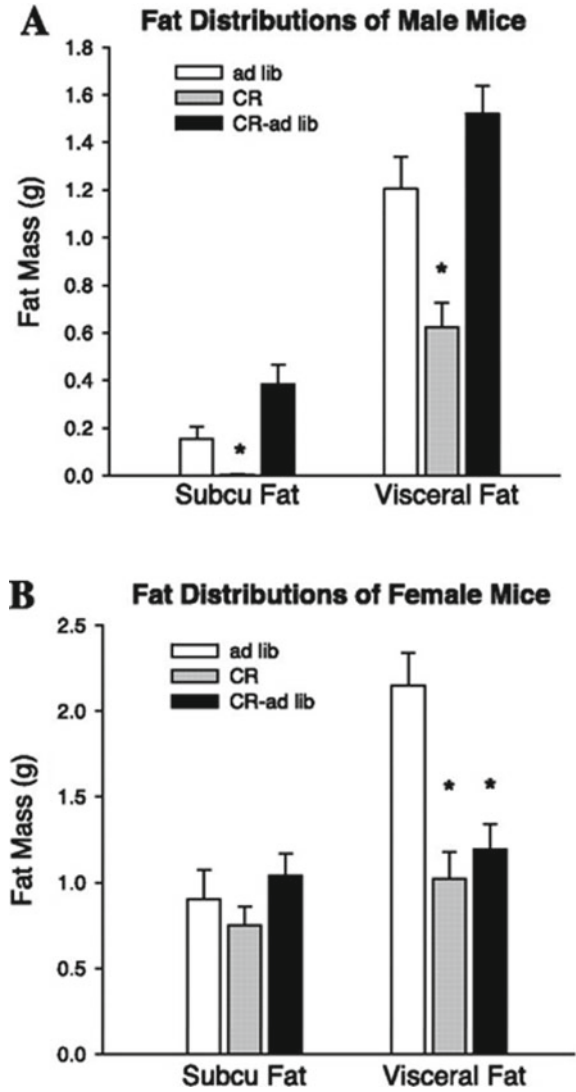 A Fat Distributions of Male Mice
1.8
1.6
1.4
1.2
1.0
0.8
0.6
0.4
0.2
0.0
Fat Mass (g)
ad lib
CR
CR-ad lib
*
*
Subcu Fat Visceral Fat
B Fat Distributions of Female Mice
2.5
2.0
1.5
1.0
0.5
0.0
Fat Mass (g)
ad lib
CR
CR-ad lib
* *
Subcu Fat Visceral Fat